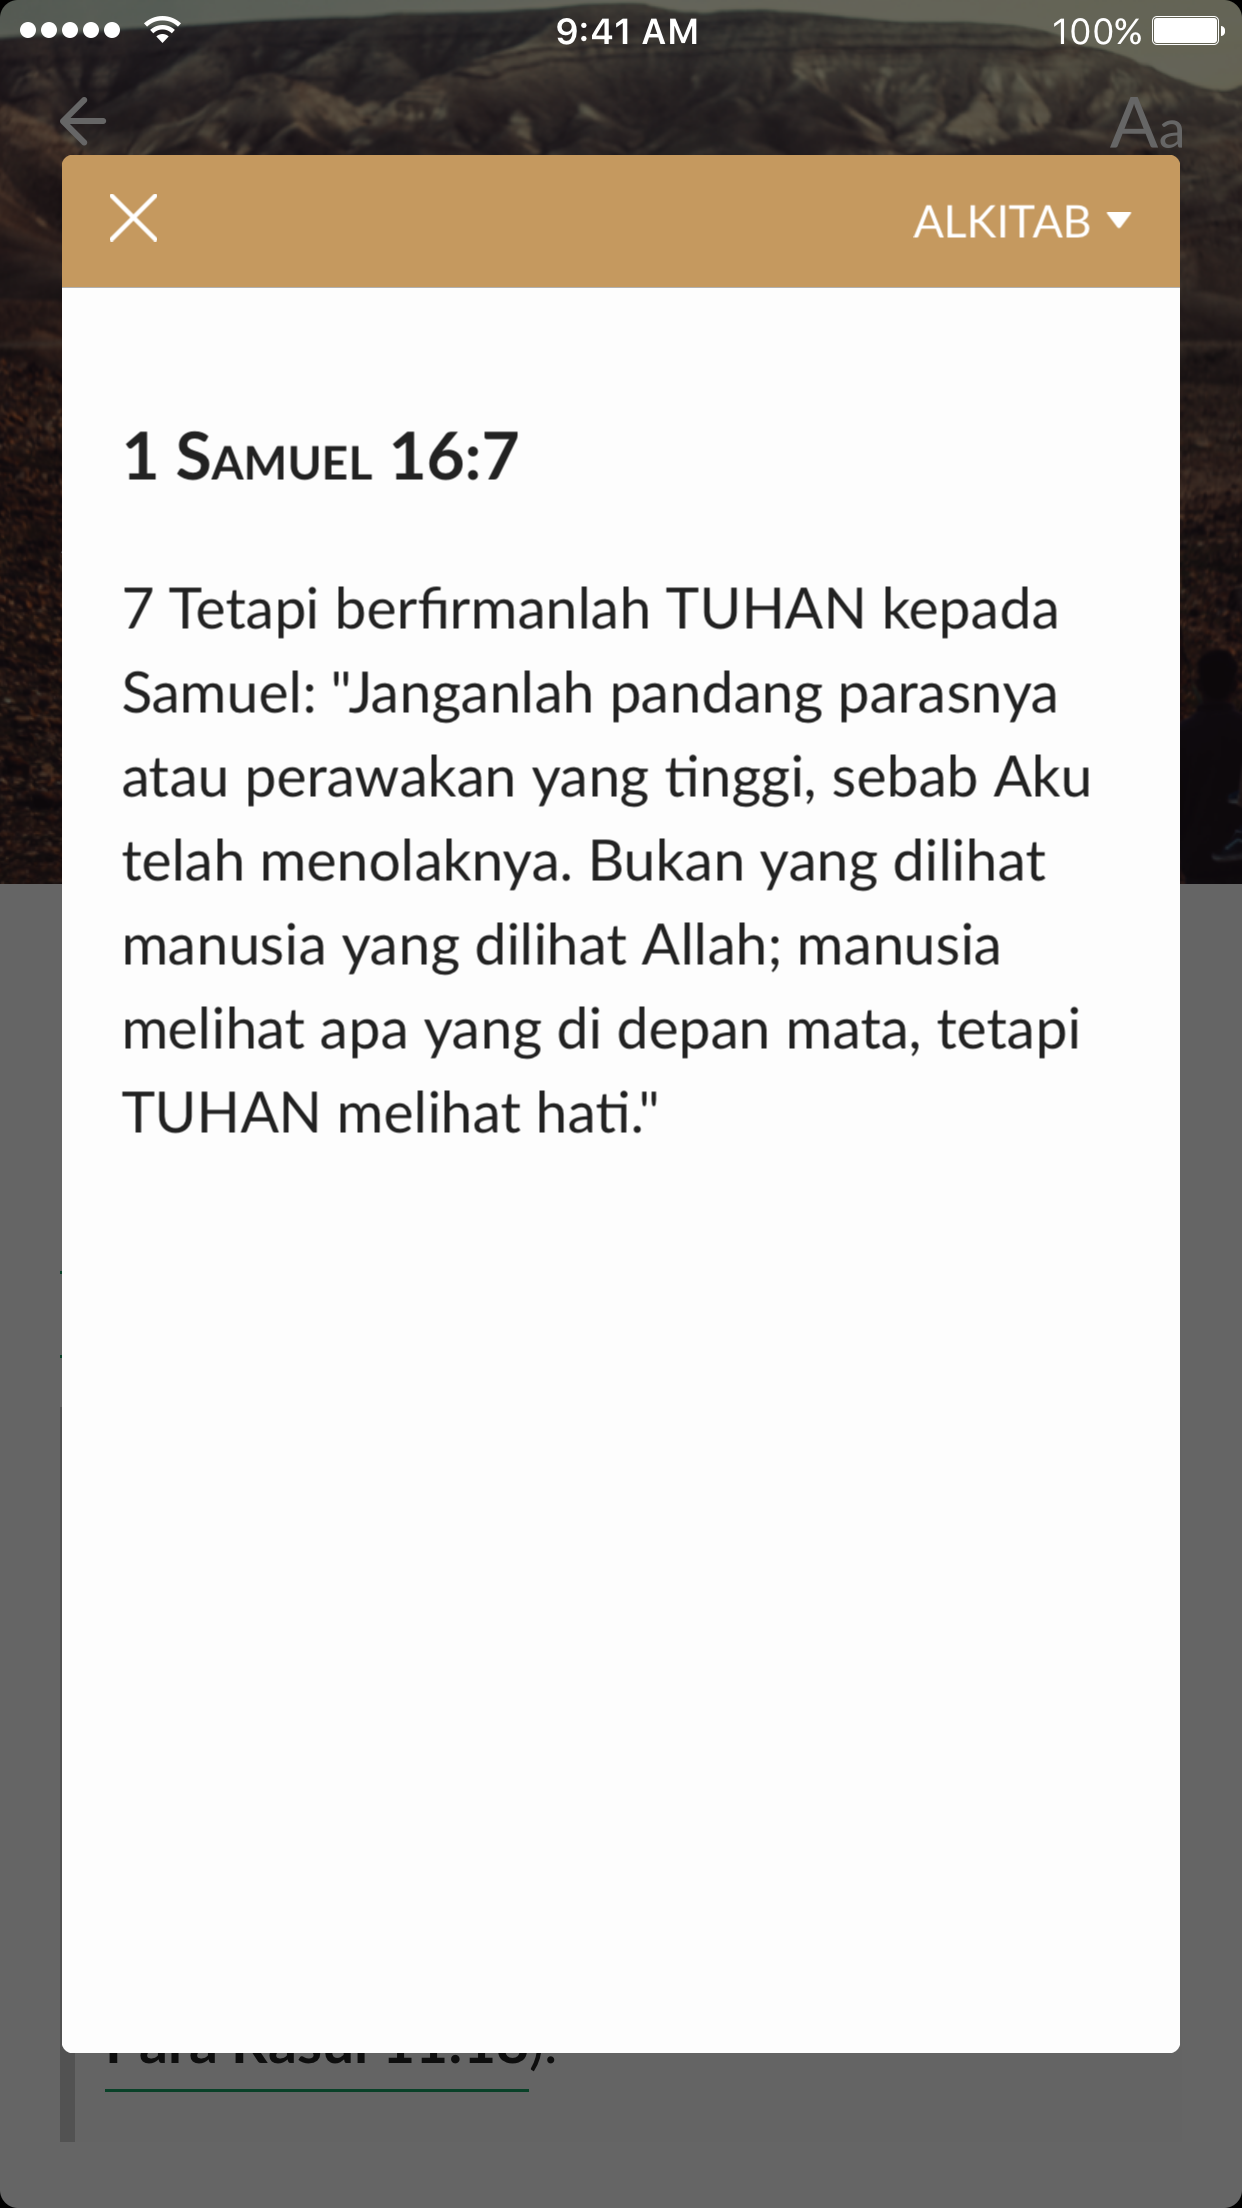 9:41 AM
100%
Aa
ALKITAB
1 SAMUEL 16:7
7 Tetapi berfirmanlah TUHAN kepada
Samuel: "Janganlah pandang parasnya
atau perawakan yang tinggi, sebab Aku
telah menolaknya. Bukan yang dilihat
manusia yang dilihat Allah; manusia
melihat apa yang di depan mata, tetapi
TUHAN melihat hati."